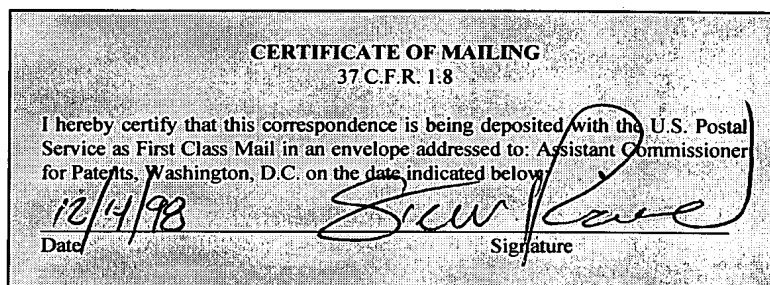 CERTIFICATE OF MAILING
37 C.F.R. 1.8
I hereby certify that this correspondence is being deposited with the U.S. Postal
Service as First Class Mail in an envelope addressed to: Assistant Commissioner
for Patents, Washington, D.C. on the date indicated below:
12/4/98
Date Signature